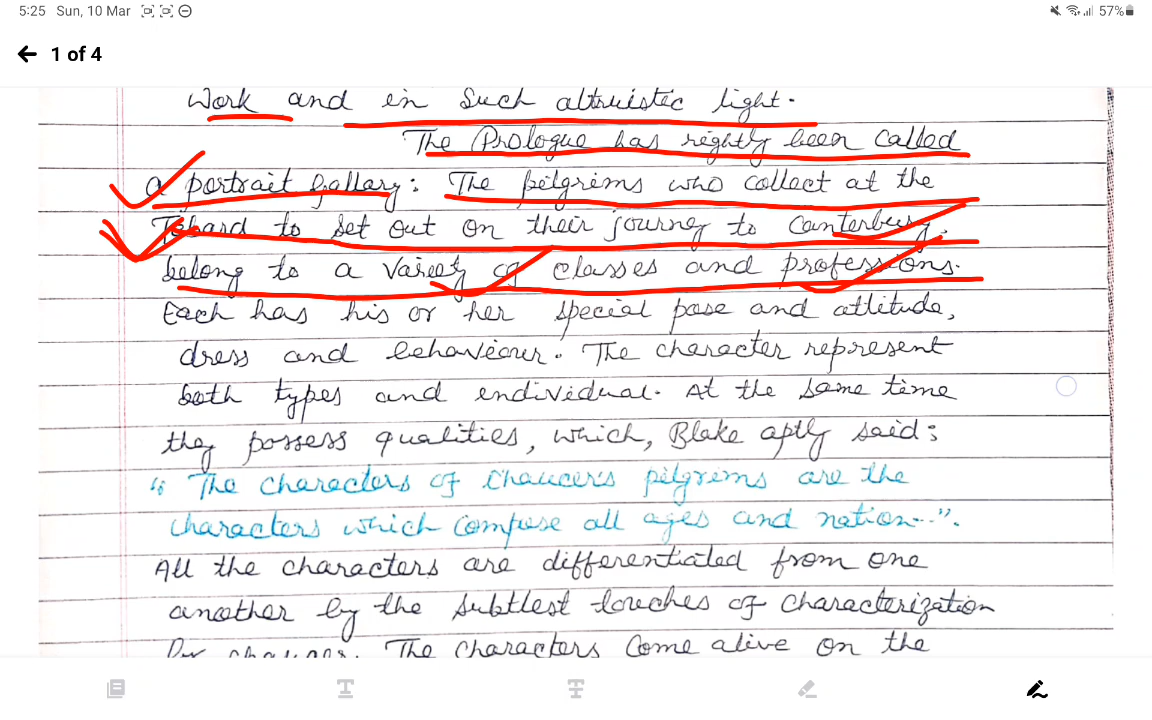 5:25 Sun, 10 Mar
57%
1 of 4
Work and in such altruistic light.
The Prologue has rightly been called
a portrait gallary: The pilgrims who collect at the
Tabard to set out on their journey to Canterbury.
belong to a variety of classes and professions.
Each has his or her special pose and attitude,
dress and behaviour. The character represent
both types and individual. At the same time
they possess qualities, which, Blake aptly said:
"The characters of Chaucer's pilgrims are the
characters which compose all ages and nation..".
All the characters are differentiated from one
another by the subtlest touches of characterization
The characters come alive on the